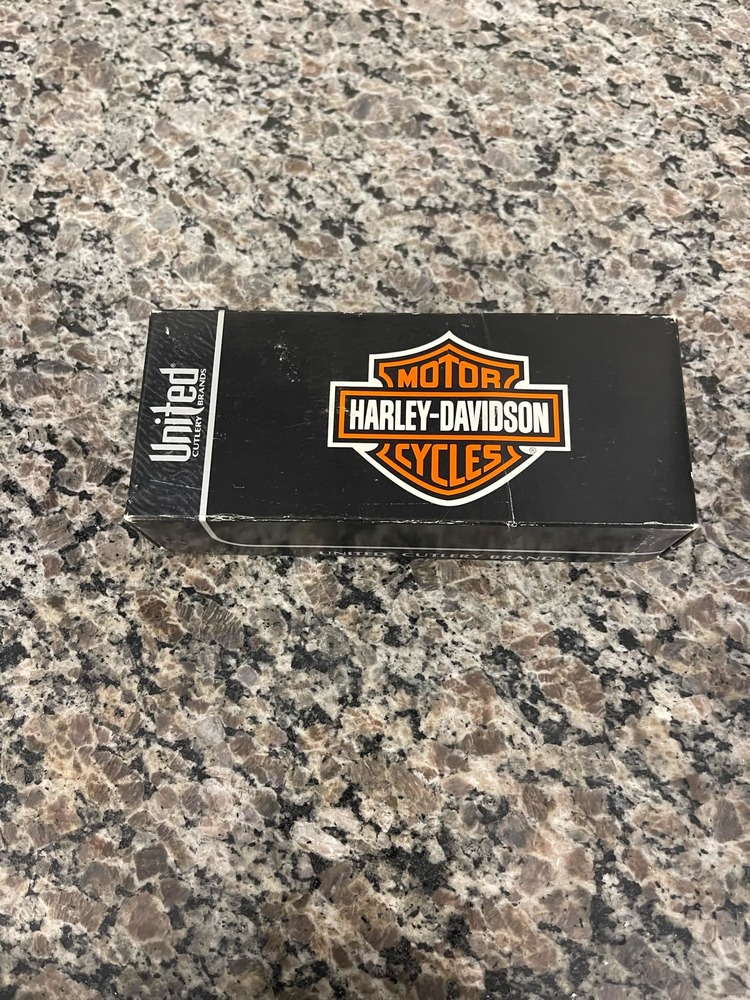 United
CUTLERY BRANDS
MOTOR
HARLEY-DAVIDSON
CYCLES
®
UNITED CUTLERY BRANDS